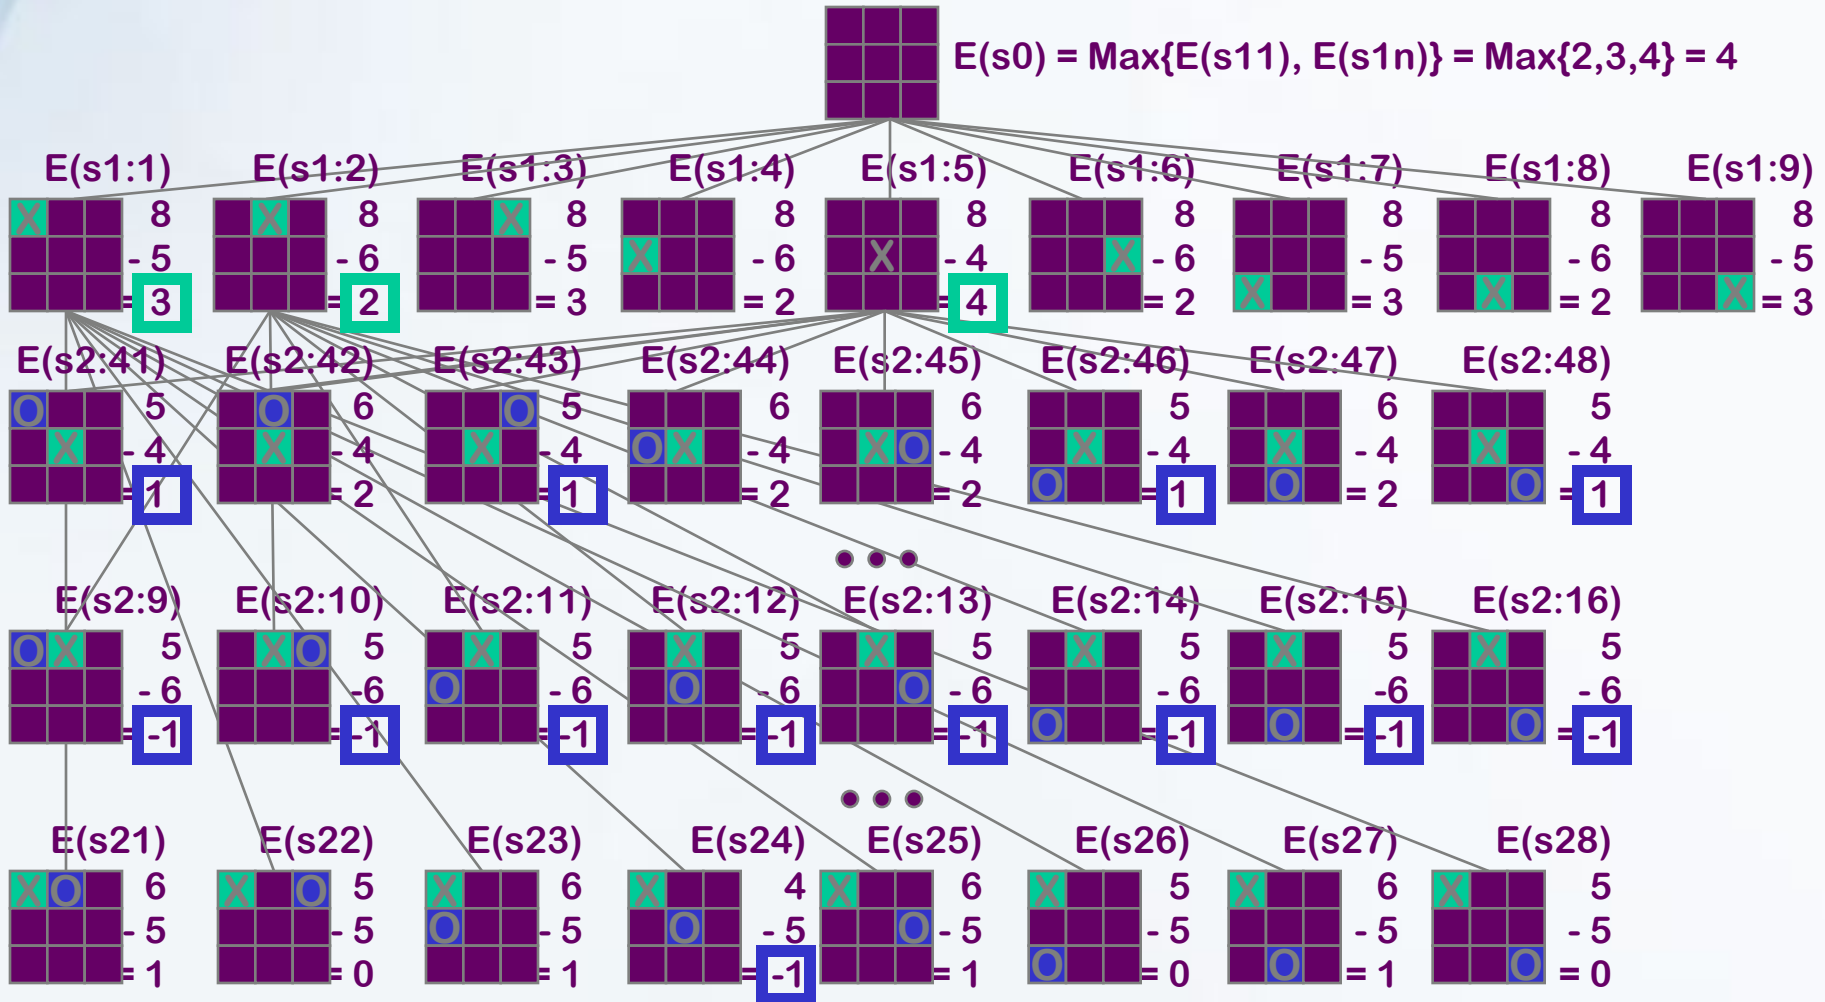 E(s0) = Max{E(s11), E(s1n)} = Max{2,3,4} = 4
E(s1:1) E(s1:2) E(s1:3) E(s1:4) E(s1:5) E(s1:6) E(s1:7) E(s1:8) E(s1:9)
X 8 X 8 X 8 8 8 8 8 8 8
- 5 - 6 - 5 X - 6 X - 4 X - 6 - 5 - 6 - 5
= 3 = 2 = 3 = 2 = 4 = 2 X = 3 X = 2 X = 3
E(s2:41) E(s2:42) E(s2:43) E(s2:44) E(s2:45) E(s2:46) E(s2:47) E(s2:48)
O 5 O 6 O 5 6 6 5 6 5
X - 4 X - 4 X - 4 O X - 4 X O - 4 X - 4 X - 4 X - 4
= 1 = 2 = 1 = 2 = 2 O = 1 O = 2 O = 1
E(s2:9) E(s2:10) E(s2:11) E(s2:12) E(s2:13) E(s2:14) E(s2:15) E(s2:16)
O X 5 X O 5 X 5 X 5 X 5 X 5 X 5 X 5
- 6 -6 O - 6 O - 6 O - 6 - 6 -6 - 6
= -1 = -1 = -1 = -1 = -1 O = -1 O = -1 O = -1
E(s21) E(s22) E(s23) E(s24) E(s25) E(s26) E(s27) E(s28)
X O 6 X O 5 X 6 X 4 X 6 X 5 X 6 X 5
- 5 - 5 O - 5 O - 5 O - 5 - 5 - 5 - 5
= 1 = 0 = 1 = -1 = 1 O = 0 O = 1 O = 0